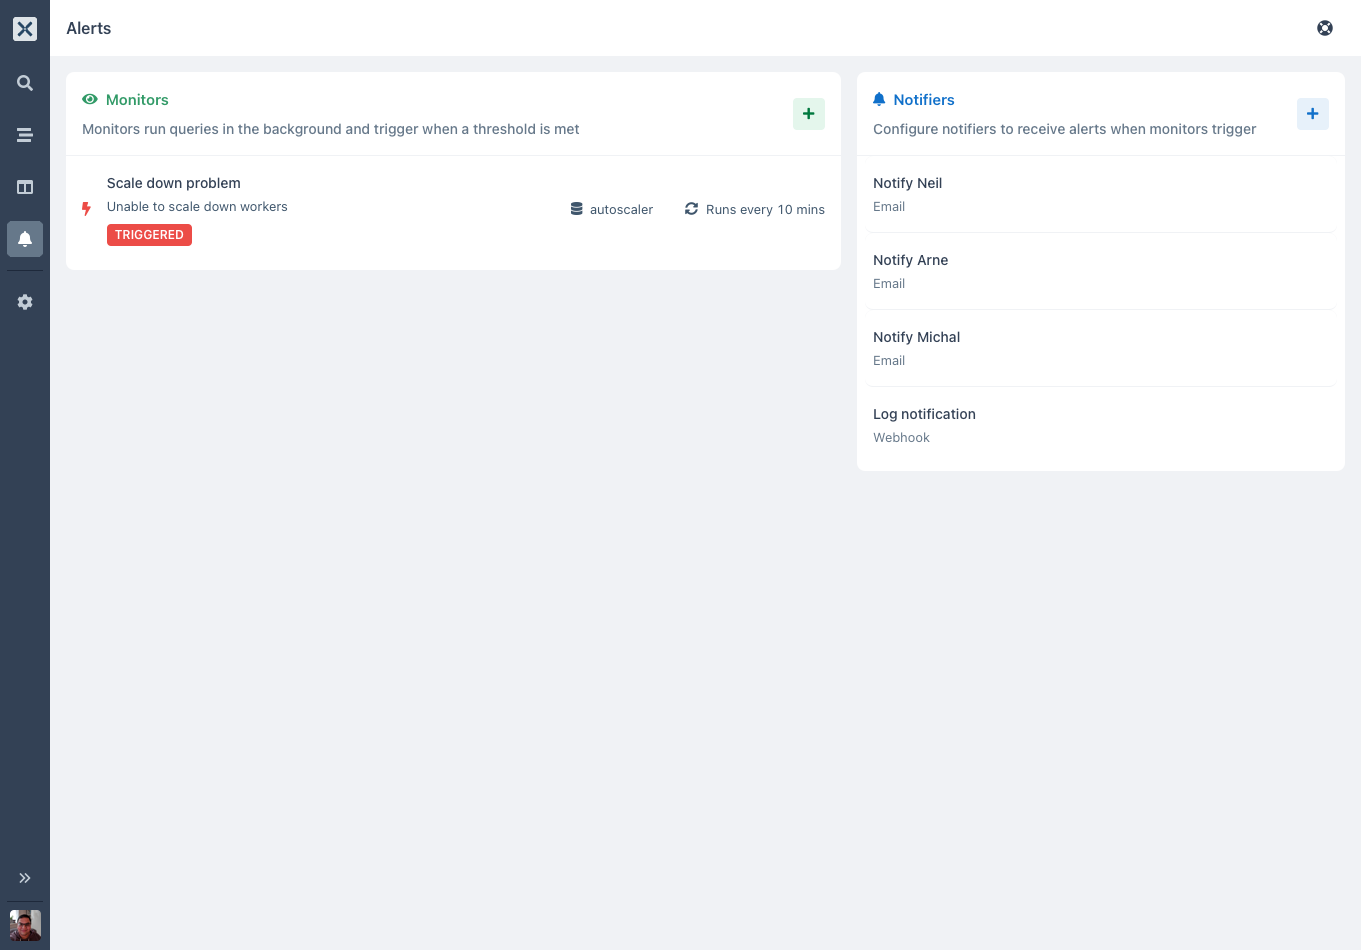 Alerts
Monitors
Monitors run queries in the background and trigger when a threshold is met
Scale down problem
Unable to scale down workers
TRIGGERED
autoscaler
Runs every 10 mins
Notifiers
Configure notifiers to receive alerts when monitors trigger
Notify Neil
Email
Notify Arne
Email
Notify Michal
Email
Log notification
Webhook